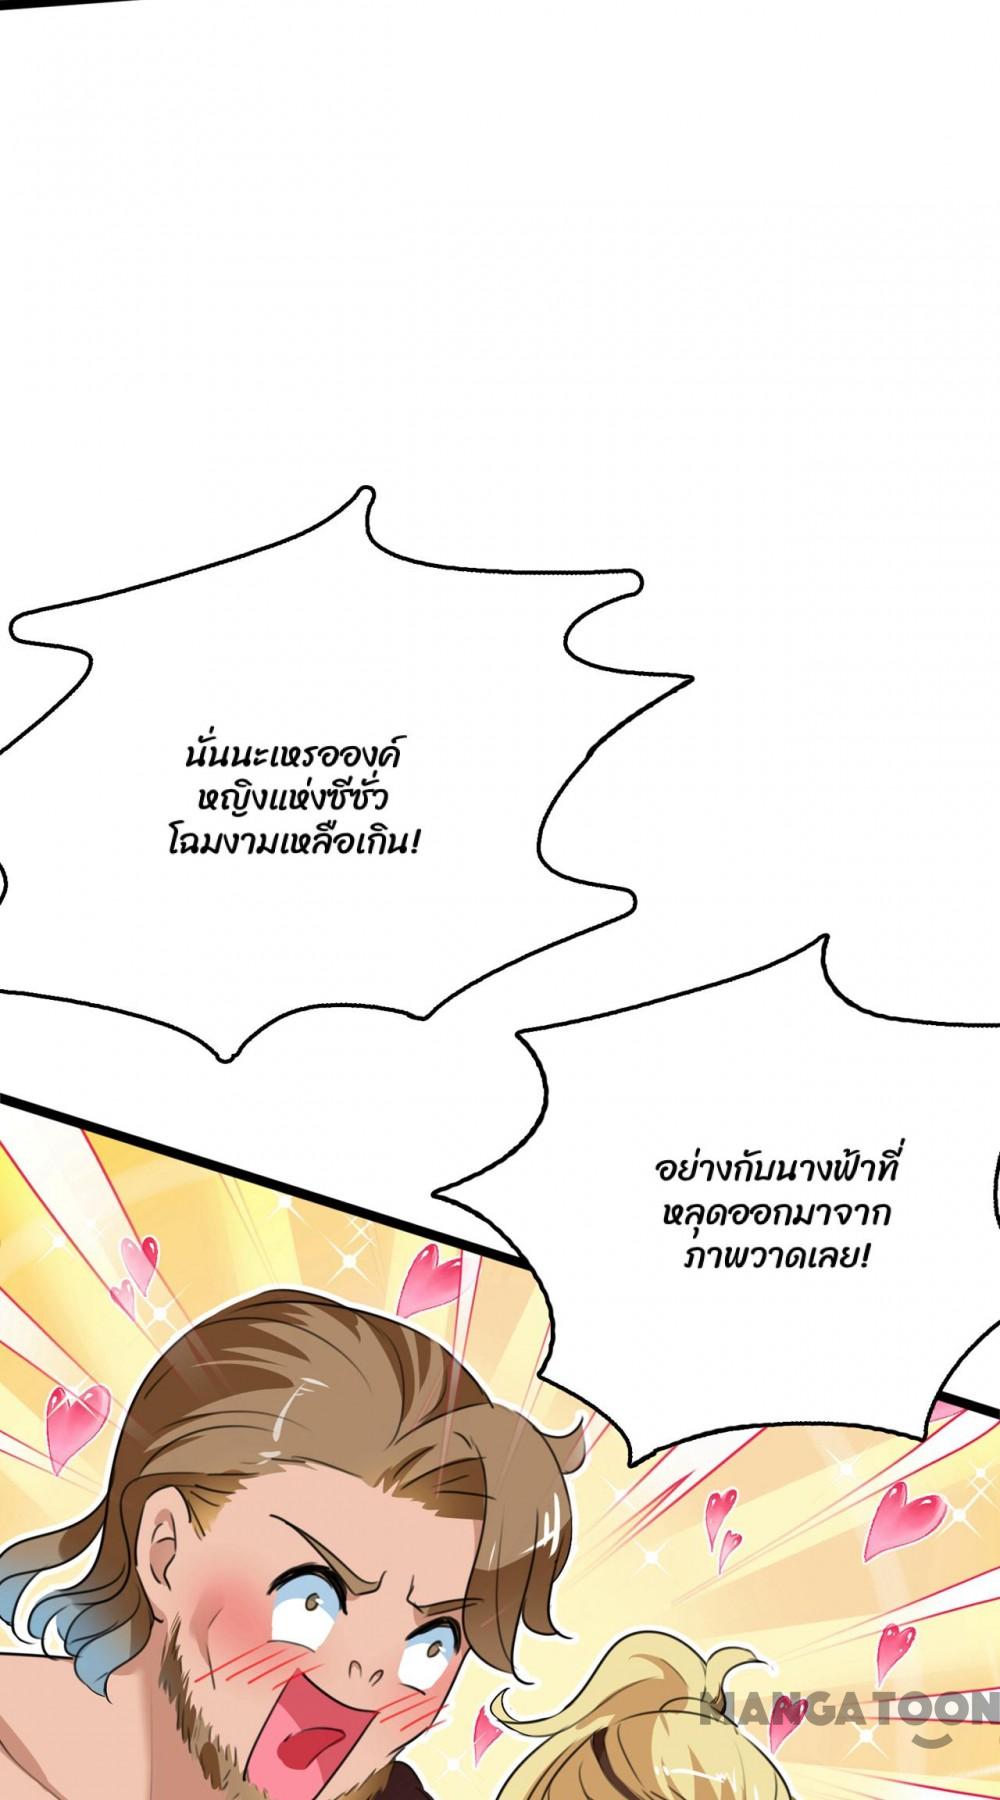 นั่นนะเหรอองค์
หญิงแห่งซีชั่ว
โฉมงามเหลือเกิน!
อย่างกับนางฟ้าที่
หลุดออกมาจาก
ภาพวาดเลย!
MANGATOON